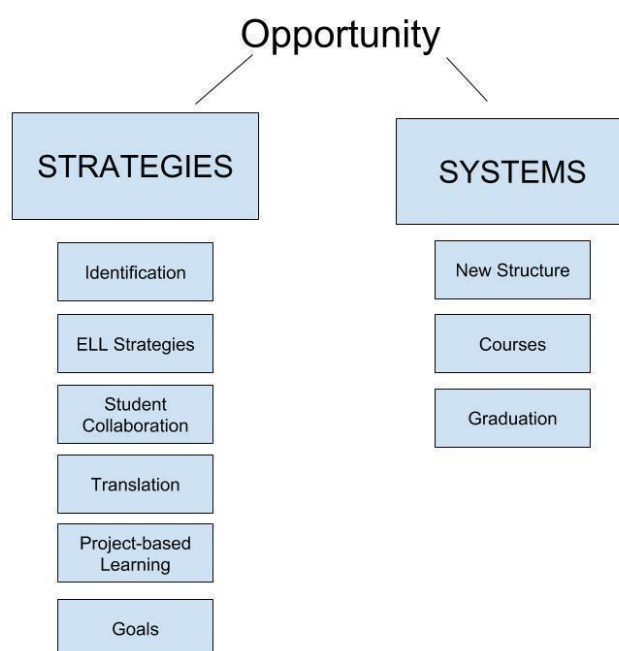 Opportunity
STRATEGIES
Identification
ELL Strategies
Student
Collaboration
Translation
Project-based
Learning
Goals
SYSTEMS
New Structure
Courses
Graduation